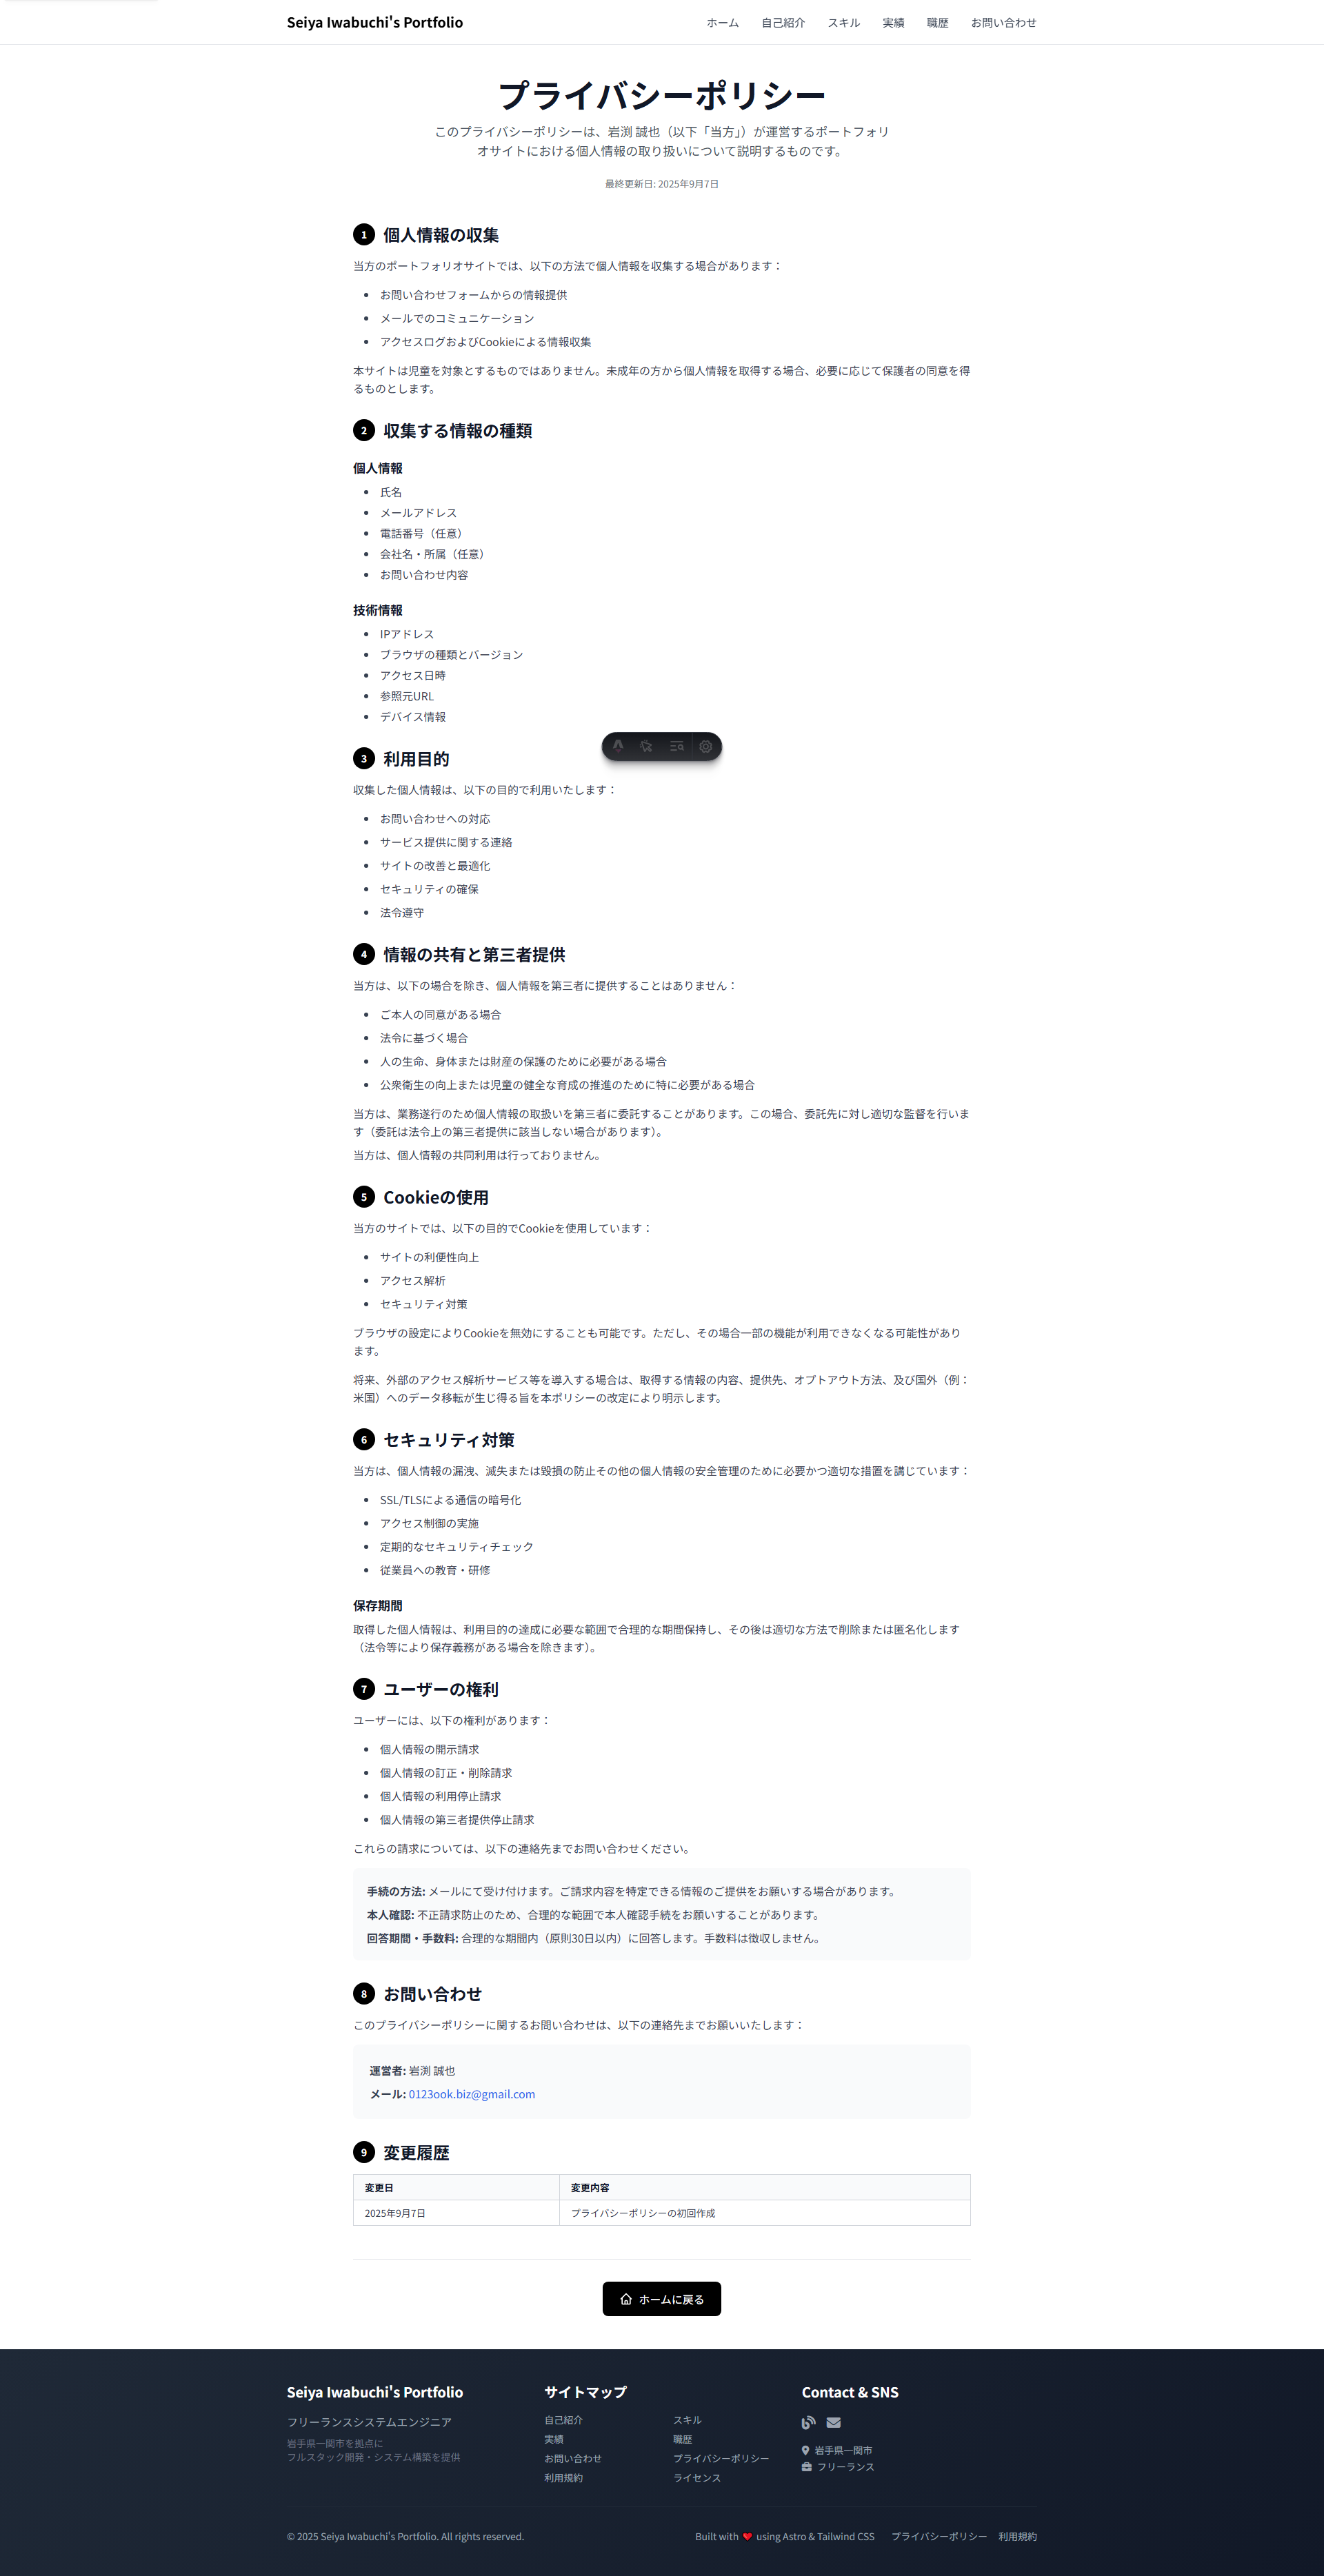 Seiya Iwabuchi's Portfolio
ホーム 自己紹介 スキル 実績 職歴 お問い合わせ
プライバシーポリシー
このプライバシーポリシーは、岩渕 誠也（以下「当方」）が運営するポートフォリ
オサイトにおける個人情報の取り扱いについて説明するものです。
最終更新日: 2025年9月7日
1 個人情報の収集
当方のポートフォリオサイトでは、以下の方法で個人情報を収集する場合があります：
お問い合わせフォームからの情報提供
メールでのコミュニケーション
アクセスログおよびCookieによる情報収集
本サイトは児童を対象とするものではありません。未成年の方から個人情報を取得する場合、必要に応じて保護者の同意を得
るものとします。
2 収集する情報の種類
個人情報
氏名
メールアドレス
電話番号（任意）
会社名・所属（任意）
お問い合わせ内容
技術情報
IPアドレス
ブラウザの種類とバージョン
アクセス日時
参照元URL
デバイス情報
3 利用目的
収集した個人情報は、以下の目的で利用いたします：
お問い合わせへの対応
サービス提供に関する連絡
サイトの改善と最適化
セキュリティの確保
法令遵守
4 情報の共有と第三者提供
当方は、以下の場合を除き、個人情報を第三者に提供することはありません：
ご本人の同意がある場合
法令に基づく場合
人の生命、身体または財産の保護のために必要がある場合
公衆衛生の向上または児童の健全な育成の推進のために特に必要がある場合
当方は、業務遂行のため個人情報の取扱いを第三者に委託することがあります。この場合、委託先に対し適切な監督を行いま
す（委託は法令上の第三者提供に該当しない場合があります）。
当方は、個人情報の共同利用は行っておりません。
5 Cookieの使用
当方のサイトでは、以下の目的でCookieを使用しています：
サイトの利便性向上
アクセス解析
セキュリティ対策
ブラウザの設定によりCookieを無効にすることも可能です。ただし、その場合一部の機能が利用できなくなる可能性があり
ます。
将来、外部のアクセス解析サービス等を導入する場合は、取得する情報の内容、提供先、オプトアウト方法、及び国外（例：
米国）へのデータ移転が生じ得る旨を本ポリシーの改定により明示します。
6 セキュリティ対策
当方は、個人情報の漏洩、滅失または毀損の防止その他の個人情報の安全管理のために必要かつ適切な措置を講じています：
SSL/TLSによる通信の暗号化
アクセス制御の実施
定期的なセキュリティチェック
従業員への教育・研修
保存期間
取得した個人情報は、利用目的の達成に必要な範囲で合理的な期間保持し、その後は適切な方法で削除または匿名化します
（法令等により保存義務がある場合を除きます）。
7 ユーザーの権利
ユーザーには、以下の権利があります：
個人情報の開示請求
個人情報の訂正・削除請求
個人情報の利用停止請求
個人情報の第三者提供停止請求
これらの請求については、以下の連絡先までお問い合わせください。
手続の方法: メールにて受け付けます。ご請求内容を特定できる情報のご提供をお願いする場合があります。
本人確認: 不正請求防止のため、合理的な範囲で本人確認手続をお願いすることがあります。
回答期間・手数料: 合理的な期間内（原則30日以内）に回答します。手数料は徴収しません。
8 お問い合わせ
このプライバシーポリシーに関するお問い合わせは、以下の連絡先までお願いいたします：
運営者: 岩渕 誠也
メール: 0123ook.biz@gmail.com
9 変更履歴
変更日 変更内容
2025年9月7日 プライバシーポリシーの初回作成
ホームに戻る
Seiya Iwabuchi's Portfolio
フリーランスシステムエンジニア
岩手県一関市を拠点に
フルスタック開発・システム構築を提供
サイトマップ
自己紹介 スキル
実績 職歴
お問い合わせ プライバシーポリシー
利用規約 ライセンス
Contact & SNS
岩手県一関市
フリーランス
© 2025 Seiya Iwabuchi's Portfolio. All rights reserved.
Built with ❤️ using Astro & Tailwind CSS プライバシーポリシー 利用規約